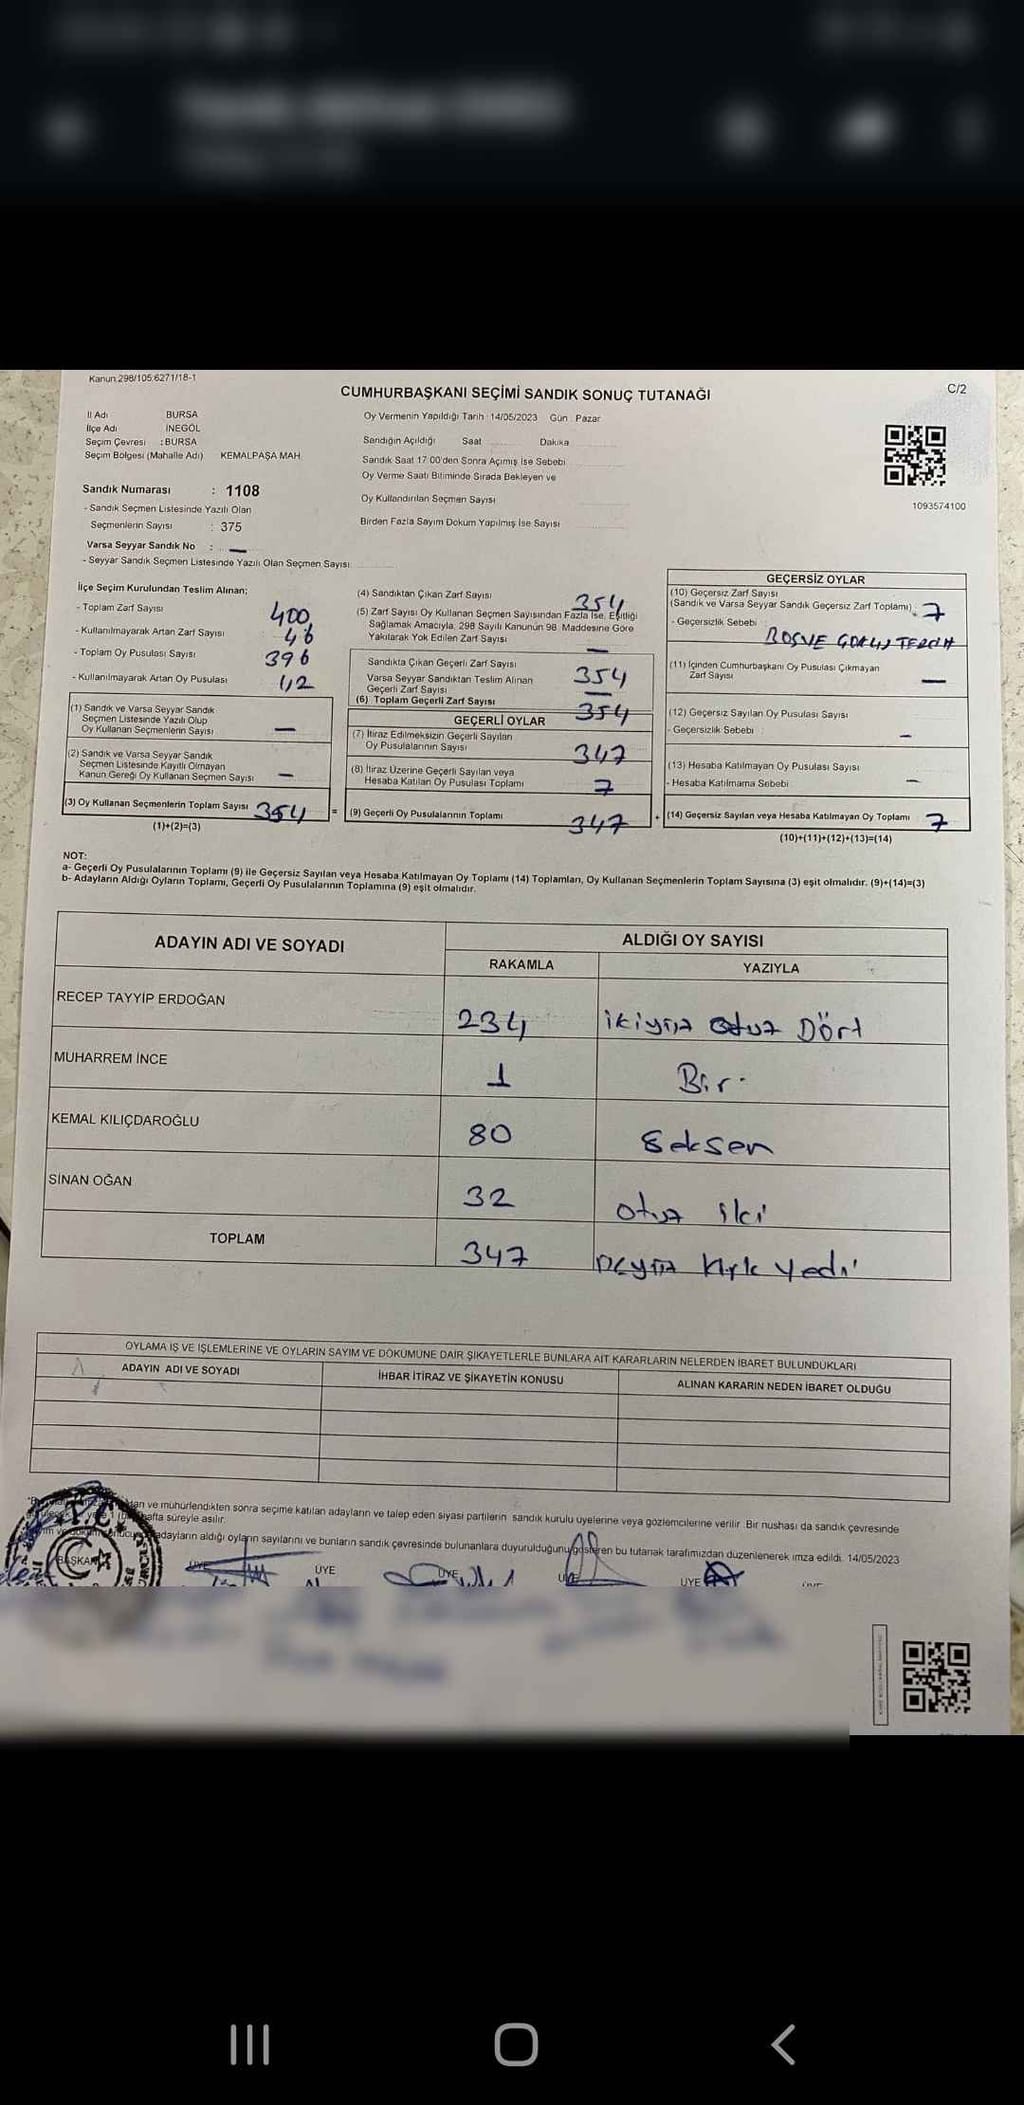 Kanun.298/105.6271/18-1
C/2
CUMHURBAŞKANI SEÇİMİ SANDIK SONUÇ TUTANAĞI
İl Adı BURSA
İlçe Adı İNEGÖL
Seçim Çevresi : BURSA
Seçim Bölgesi (Mahalle Adı) KEMALPAŞA MAH.
Sandık Numarası : 1108
- Sandık Seçmen Listesinde Yazılı Olan
Seçmenlerin Sayısı : 375
Varsa Seyyar Sandık No : —
- Seyyar Sandık Seçmen Listesinde Yazılı Olan Seçmen Sayısı
Oy Vermenin Yapıldığı Tarih : 14/05/2023 Gün : Pazar
Sandığın Açıldığı Saat Dakika
Sandık Saat 17:00'den Sonra Açımış İse Sebebi
Oy Verme Saati Bitiminde Sırada Bekleyen ve
Oy Kullandırılan Seçmen Sayısı
Birden Fazla Sayım Döküm Yapılmış İse Sayısı
1093574100
İlçe Seçim Kurulundan Teslim Alınan;
- Toplam Zarf Sayısı 400
- Kullanılmayarak Artan Zarf Sayısı 46
- Toplam Oy Pusulası Sayısı 396
- Kullanılmayarak Artan Oy Pusulası 42
(1) Sandık ve Varsa Seyyar Sandık
Seçmen Listesinde Yazılı Olup
Oy Kullanan Seçmenlerin Sayısı —
(2) Sandık ve Varsa Seyyar Sandık
Seçmen Listesinde Kayıtlı Olmayan
Kanun Gereği Oy Kullanan Seçmen Sayısı —
(3) Oy Kullanan Seçmenlerin Toplam Sayısı 354 =
(1)+(2)=(3)
(4) Sandıktan Çıkan Zarf Sayısı 354
(5) Zarf Sayısı Oy Kullanan Seçmen Sayısından Fazla İse, Eşitliği
Sağlamak Amacıyla, 298 Sayılı Kanunun 98. Maddesine Göre
Yakılarak Yok Edilen Zarf Sayısı —
Sandıkta Çıkan Geçerli Zarf Sayısı 354
Varsa Seyyar Sandıktan Teslim Alınan
Geçerli Zarf Sayısı —
(6) Toplam Geçerli Zarf Sayısı 354
GEÇERLİ OYLAR
(7) İtiraz Edilmeksizin Geçerli Sayılan
Oy Pusulalarının Sayısı 347
(8) İtiraz Üzerine Geçerli Sayılan veya
Hesaba Katılan Oy Pusulası Toplamı 7
(9) Geçerli Oy Pusulalarının Toplamı 347 +
GEÇERSİZ OYLAR
(10) Geçersiz Zarf Sayısı
(Sandık ve Varsa Seyyar Sandık Geçersiz Zarf Toplamı) 7
- Geçersizlik Sebebi :
BOŞ VE
(11) İçinden Cumhurbaşkanı Oy Pusulası Çıkmayan
Zarf Sayısı —
(12) Geçersiz Sayılan Oy Pusulası Sayısı
- Geçersizlik Sebebi : —
(13) Hesaba Katılmayan Oy Pusulası Sayısı
- Hesaba Katılmama Sebebi —
(14) Geçersiz Sayılan veya Hesaba Katılmayan Oy Toplamı 7
(10)+(11)+(12)+(13)=(14)
NOT:
a- Geçerli Oy Pusulalarının Toplamı (9) ile Geçersiz Sayılan veya Hesaba Katılmayan Oy Toplamı (14) Toplamları, Oy Kullanan Seçmenlerin Toplam Sayısına (3) eşit olmalıdır. (9)+(14)=(3)
b- Adayların Aldığı Oyların Toplamı, Geçerli Oy Pusulalarının Toplamına (9) eşit olmalıdır.
ADAYIN ADI VE SOYADI
ALDIĞI OY SAYISI
RAKAMLA YAZIYLA
RECEP TAYYİP ERDOĞAN 234 ikiyüz otuz Dört
MUHARREM İNCE 1 Bir
KEMAL KILIÇDAROĞLU 80 Seksen
SİNAN OĞAN 32 otuz iki
TOPLAM 347 üçyüz kırk yedi
OYLAMA İŞ VE İŞLEMLERİNE VE OYLARIN SAYIM VE DÖKÜMÜNE DAİR ŞİKAYETLERLE BUNLARA AİT KARARLARIN NELERDEN İBARET BULUNDUKLARI
ADAYIN ADI VE SOYADI İHBAR İTİRAZ VE ŞİKAYETİN KONUSU ALINAN KARARIN NEDEN İBARET OLDUĞU
ve mühürlendikten sonra seçime katılan adayların ve talep eden siyasi partilerin sandık kurulu üyelerine veya gözlemcilerine verilir. Bir nüshası da sandık çevresinde
hafta süreyle asılır.
adayların aldığı oyların sayılarını ve bunların sandık çevresinde bulunanlara duyurulduğunu gösteren bu tutanak tarafımızdan düzenlenerek imza edildi. 14/05/2023
T.C.
BAŞKAN ÜYE ÜYE ÜYE ÜYE ÜYE